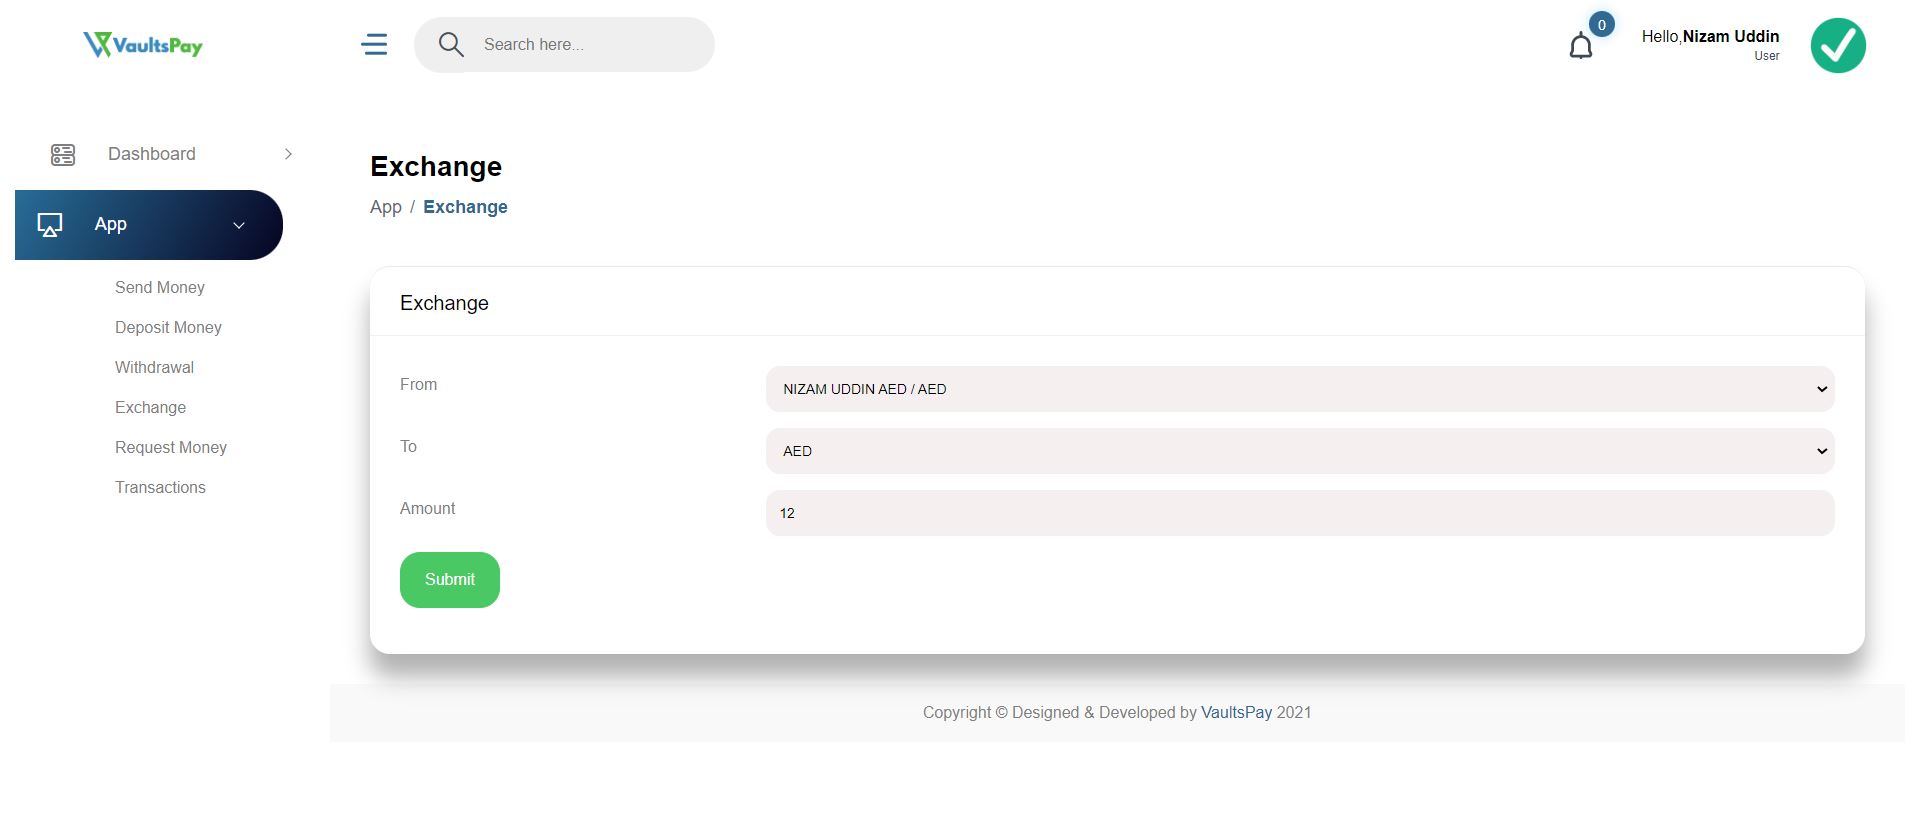 VaultsPay
Search here...
0
Hello,Nizam Uddin
User
Dashboard
App
Send Money
Deposit Money
Withdrawal
Exchange
Request Money
Transactions
Exchange
App / Exchange
Exchange
From
NIZAM UDDIN AED / AED
To
AED
Amount
12
Submit
Copyright © Designed & Developed by VaultsPay 2021